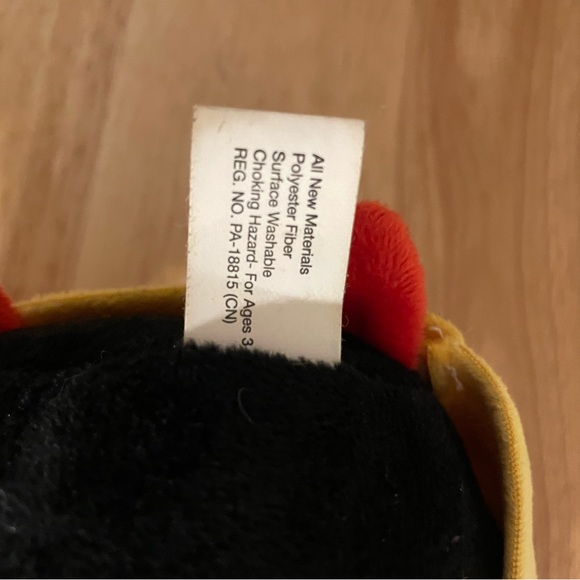 All New Materials
Polyester Fiber
Surface Washable
Choking Hazard- For Ages 3
REG. NO. PA-18815 (CN)